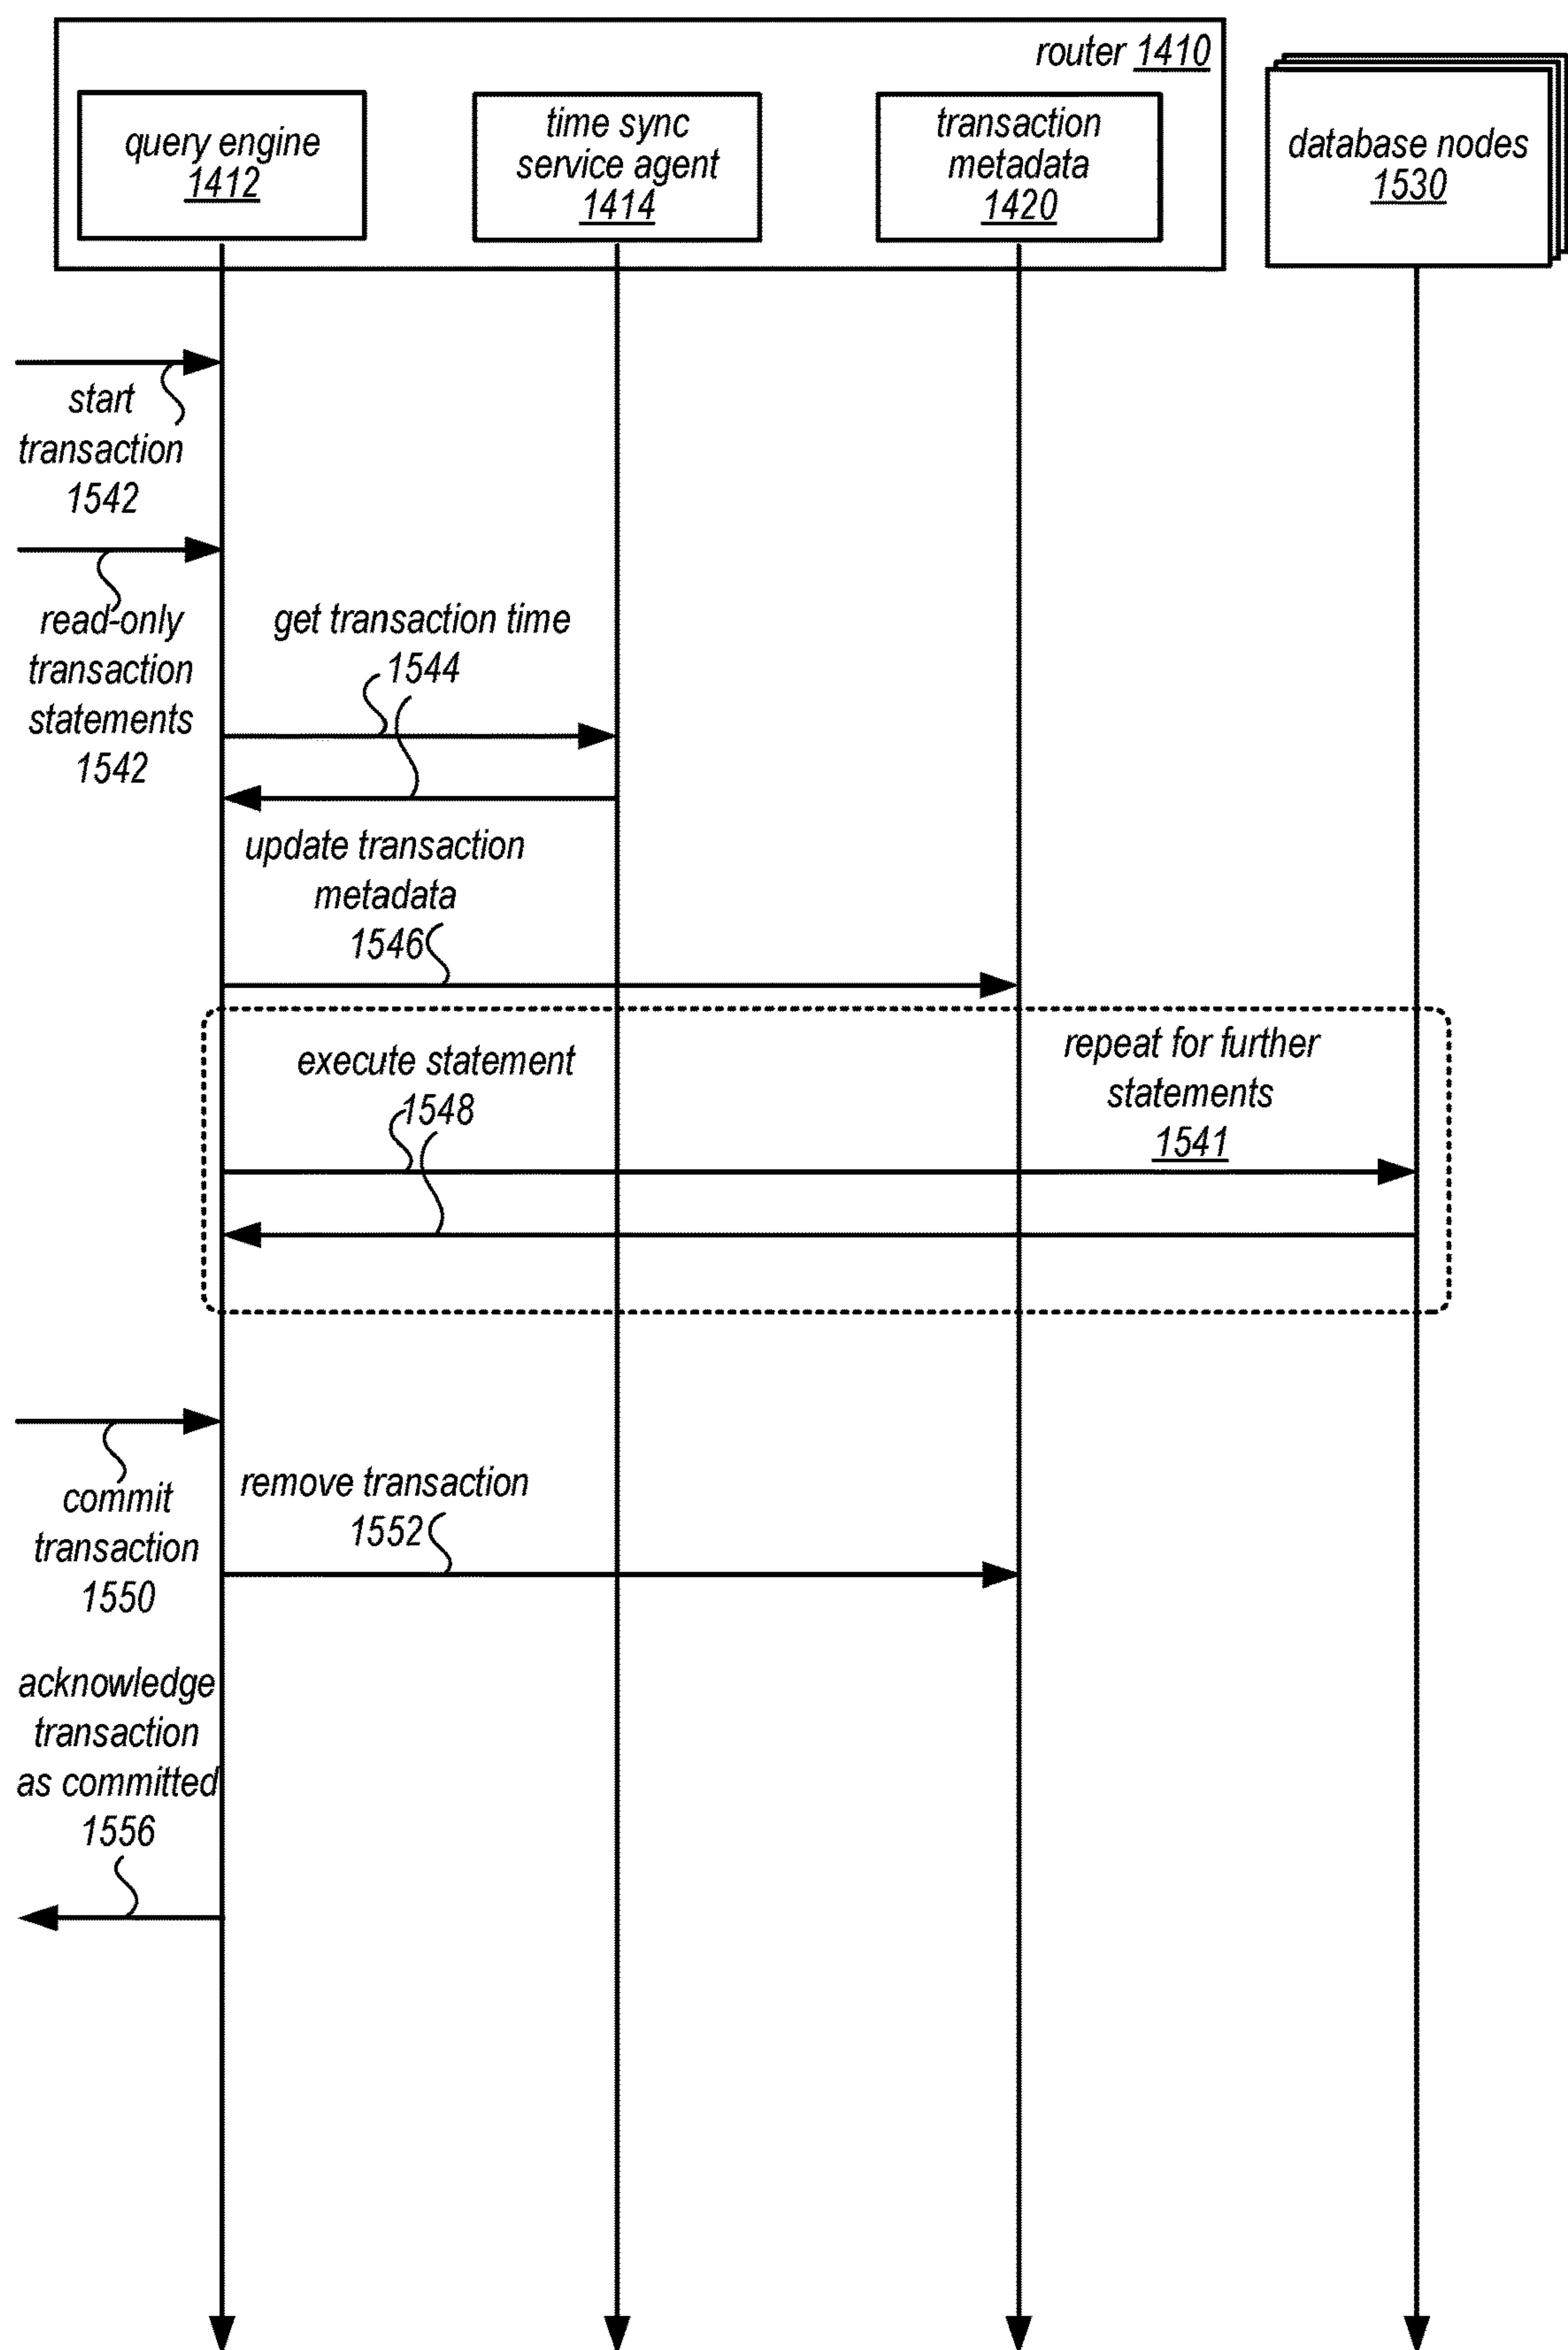 router 1410
query engine
1412
time sync
service agent
1414
transaction
metadata
1420
database nodes
1530
start
transaction
1542
read-only
transaction
statements
1542
get transaction time
1544
update transaction
metadata
1546
execute statement
1548
repeat for further
statements
1541
commit
transaction
1550
remove transaction
1552
acknowledge
transaction
as committed
1556